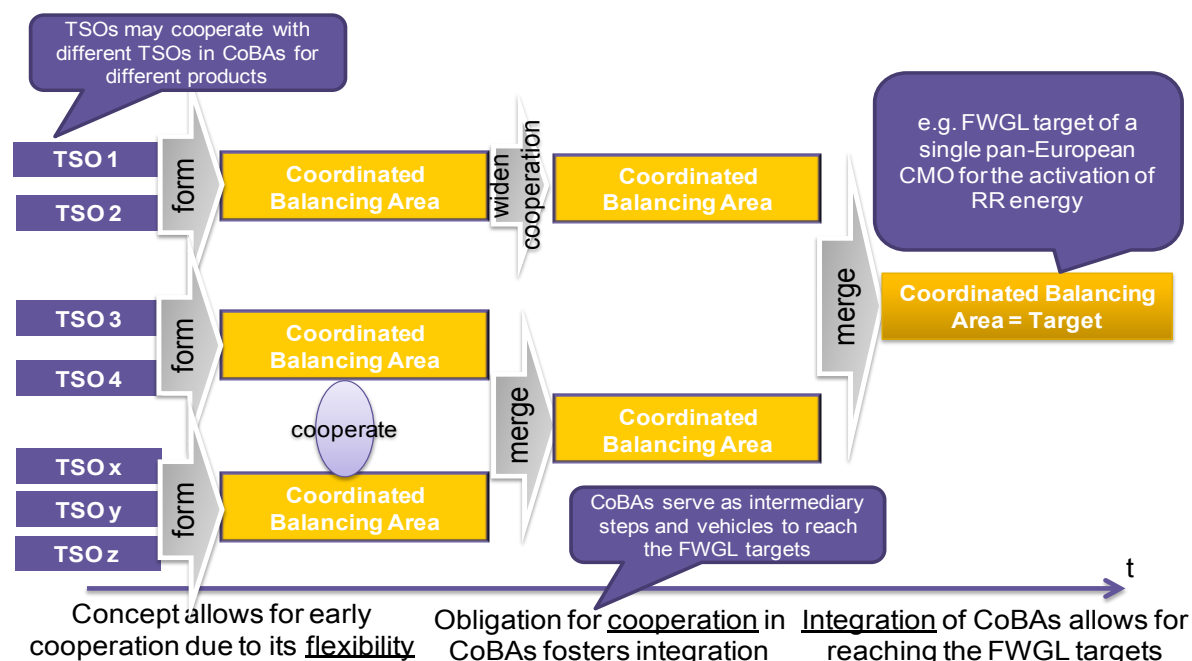 TSOs may cooperate with
different TSOs in CoBAs for
different products
TSO 1
TSO 2
form
Coordinated
Balancing Area
widen
cooperation
Coordinated
Balancing Area
e.g. FWGL target of a
single pan-European
CMO for the activation of
RR energy
TSO 3
TSO 4
form
Coordinated
Balancing Area
cooperate
merge
Coordinated
Balancing Area
merge
Coordinated Balancing
Area = Target
TSO x
TSO y
TSO z
form
Coordinated
Balancing Area
CoBAs serve as intermediary
steps and vehicles to reach
the FWGL targets
t
Concept allows for early
cooperation due to its flexibility
Obligation for cooperation in
CoBAs fosters integration
Integration of CoBAs allows for
reaching the FWGL targets